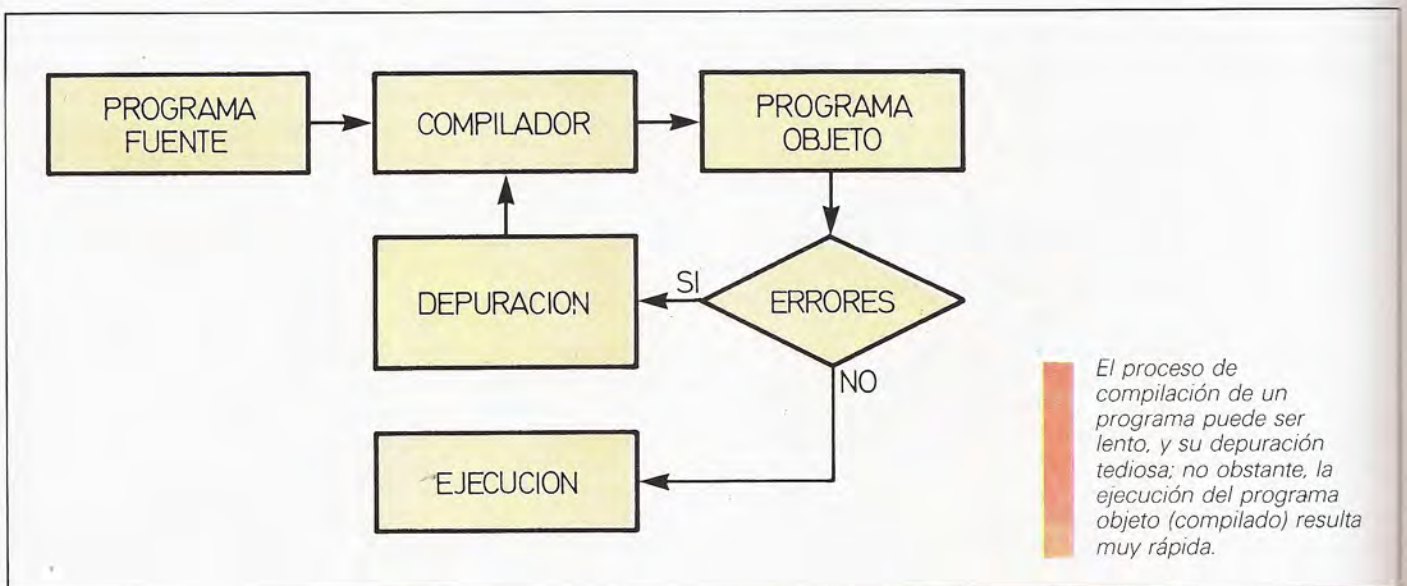 PROGRAMA
FUENTE
COMPILADOR
PROGRAMA
OBJETO
DEPURACION
SI
ERRORES
NO
EJECUCION
El proceso de
compilación de un
programa puede ser
lento, y su depuración
tediosa; no obstante, la
ejecución del programa
objeto (compilado) resulta
muy rápida.